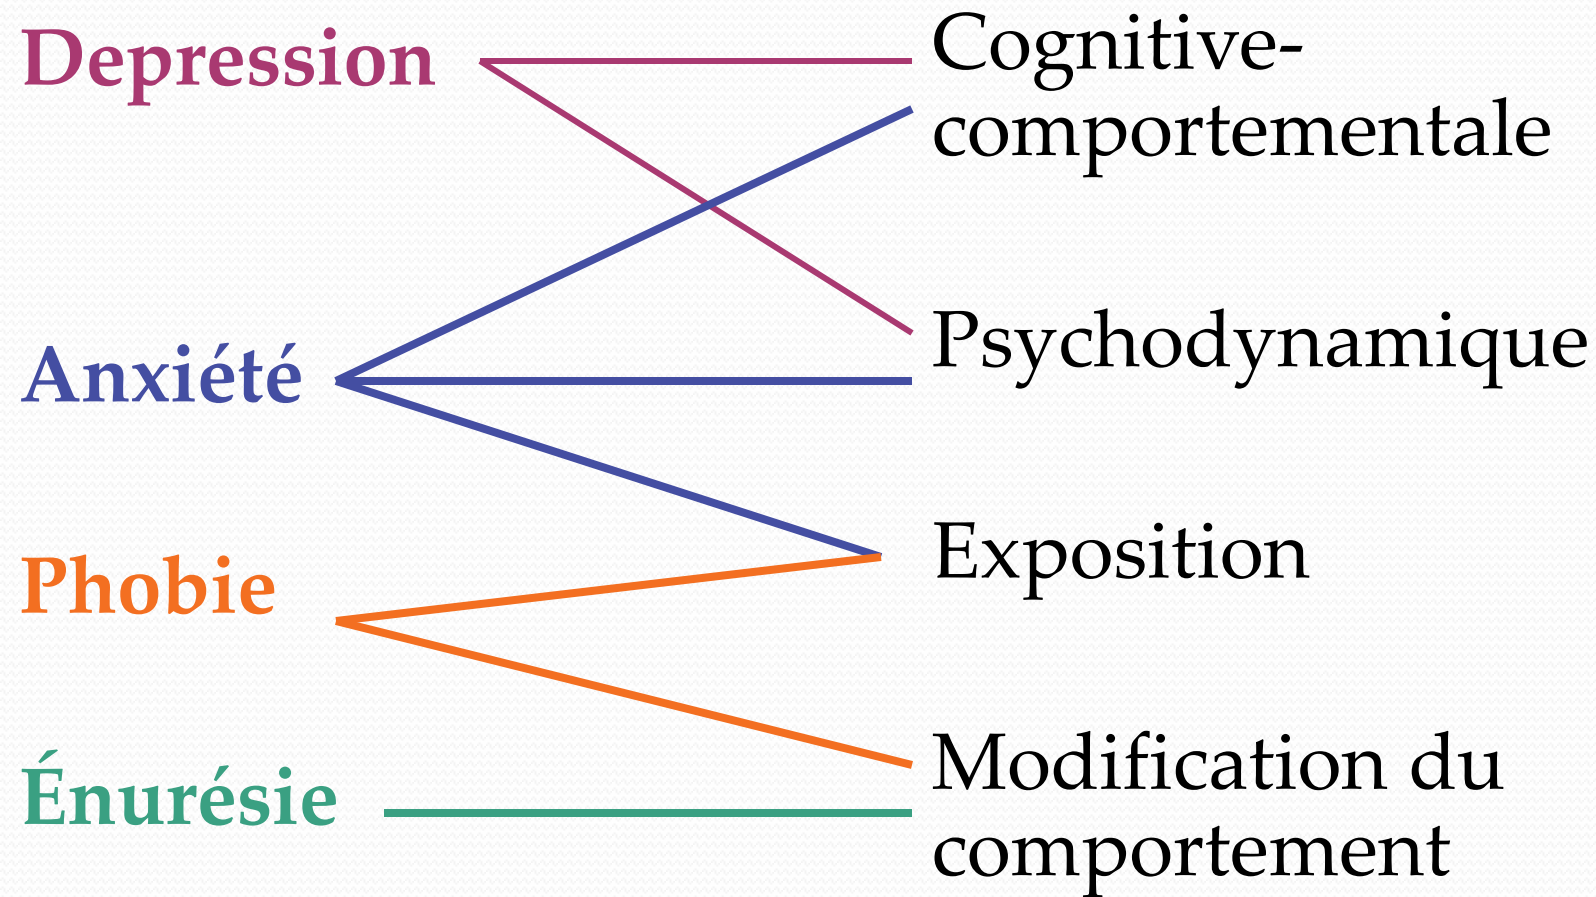 Depression
Cognitive-
comportementale
Anxiété
Psychodynamique
Phobie
Exposition
Énurésie
Modification du
comportement